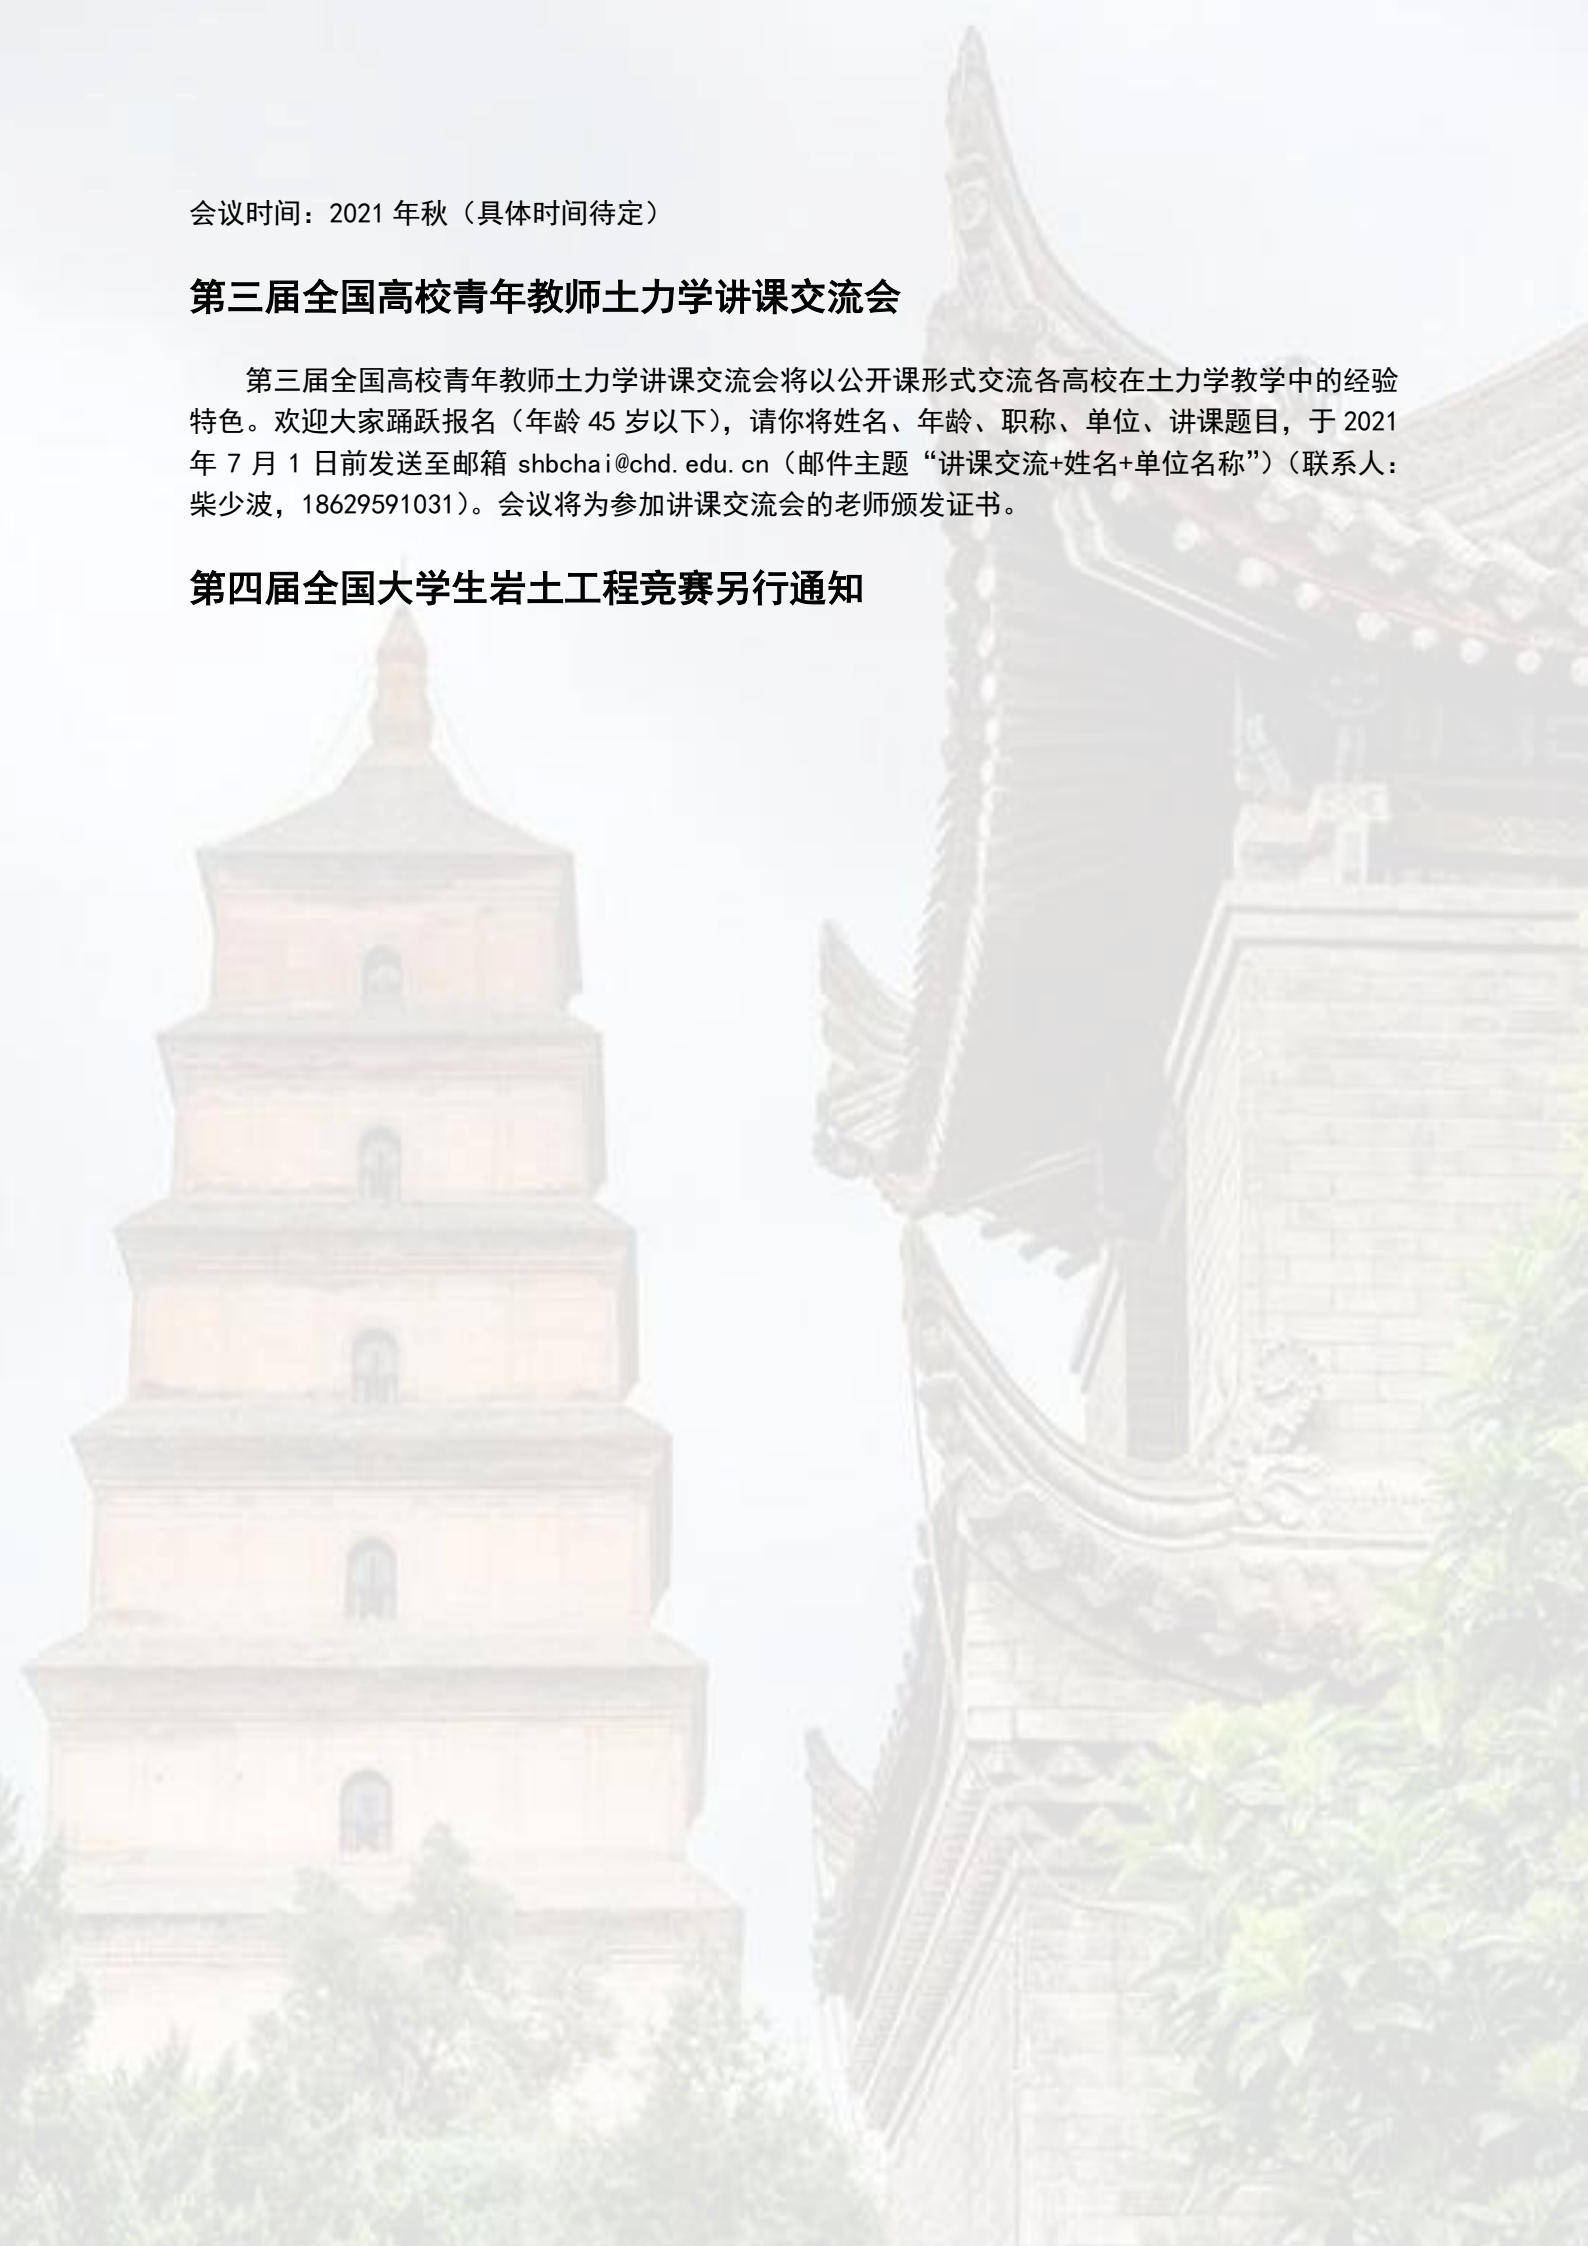 会议时间：2021 年秋（具体时间待定）
第三届全国高校青年教师土力学讲课交流会
第三届全国高校青年教师土力学讲课交流会将以公开课形式交流各高校在土力学教学中的经验
特色。欢迎大家踊跃报名（年龄 45 岁以下），请你将姓名、年龄、职称、单位、讲课题目，于 2021
年 7 月 1 日前发送至邮箱 shbchai@chd.edu.cn（邮件主题“讲课交流+姓名+单位名称”）（联系人：
柴少波，18629591031）。会议将为参加讲课交流会的老师颁发证书。
第四届全国大学生岩土工程竞赛另行通知